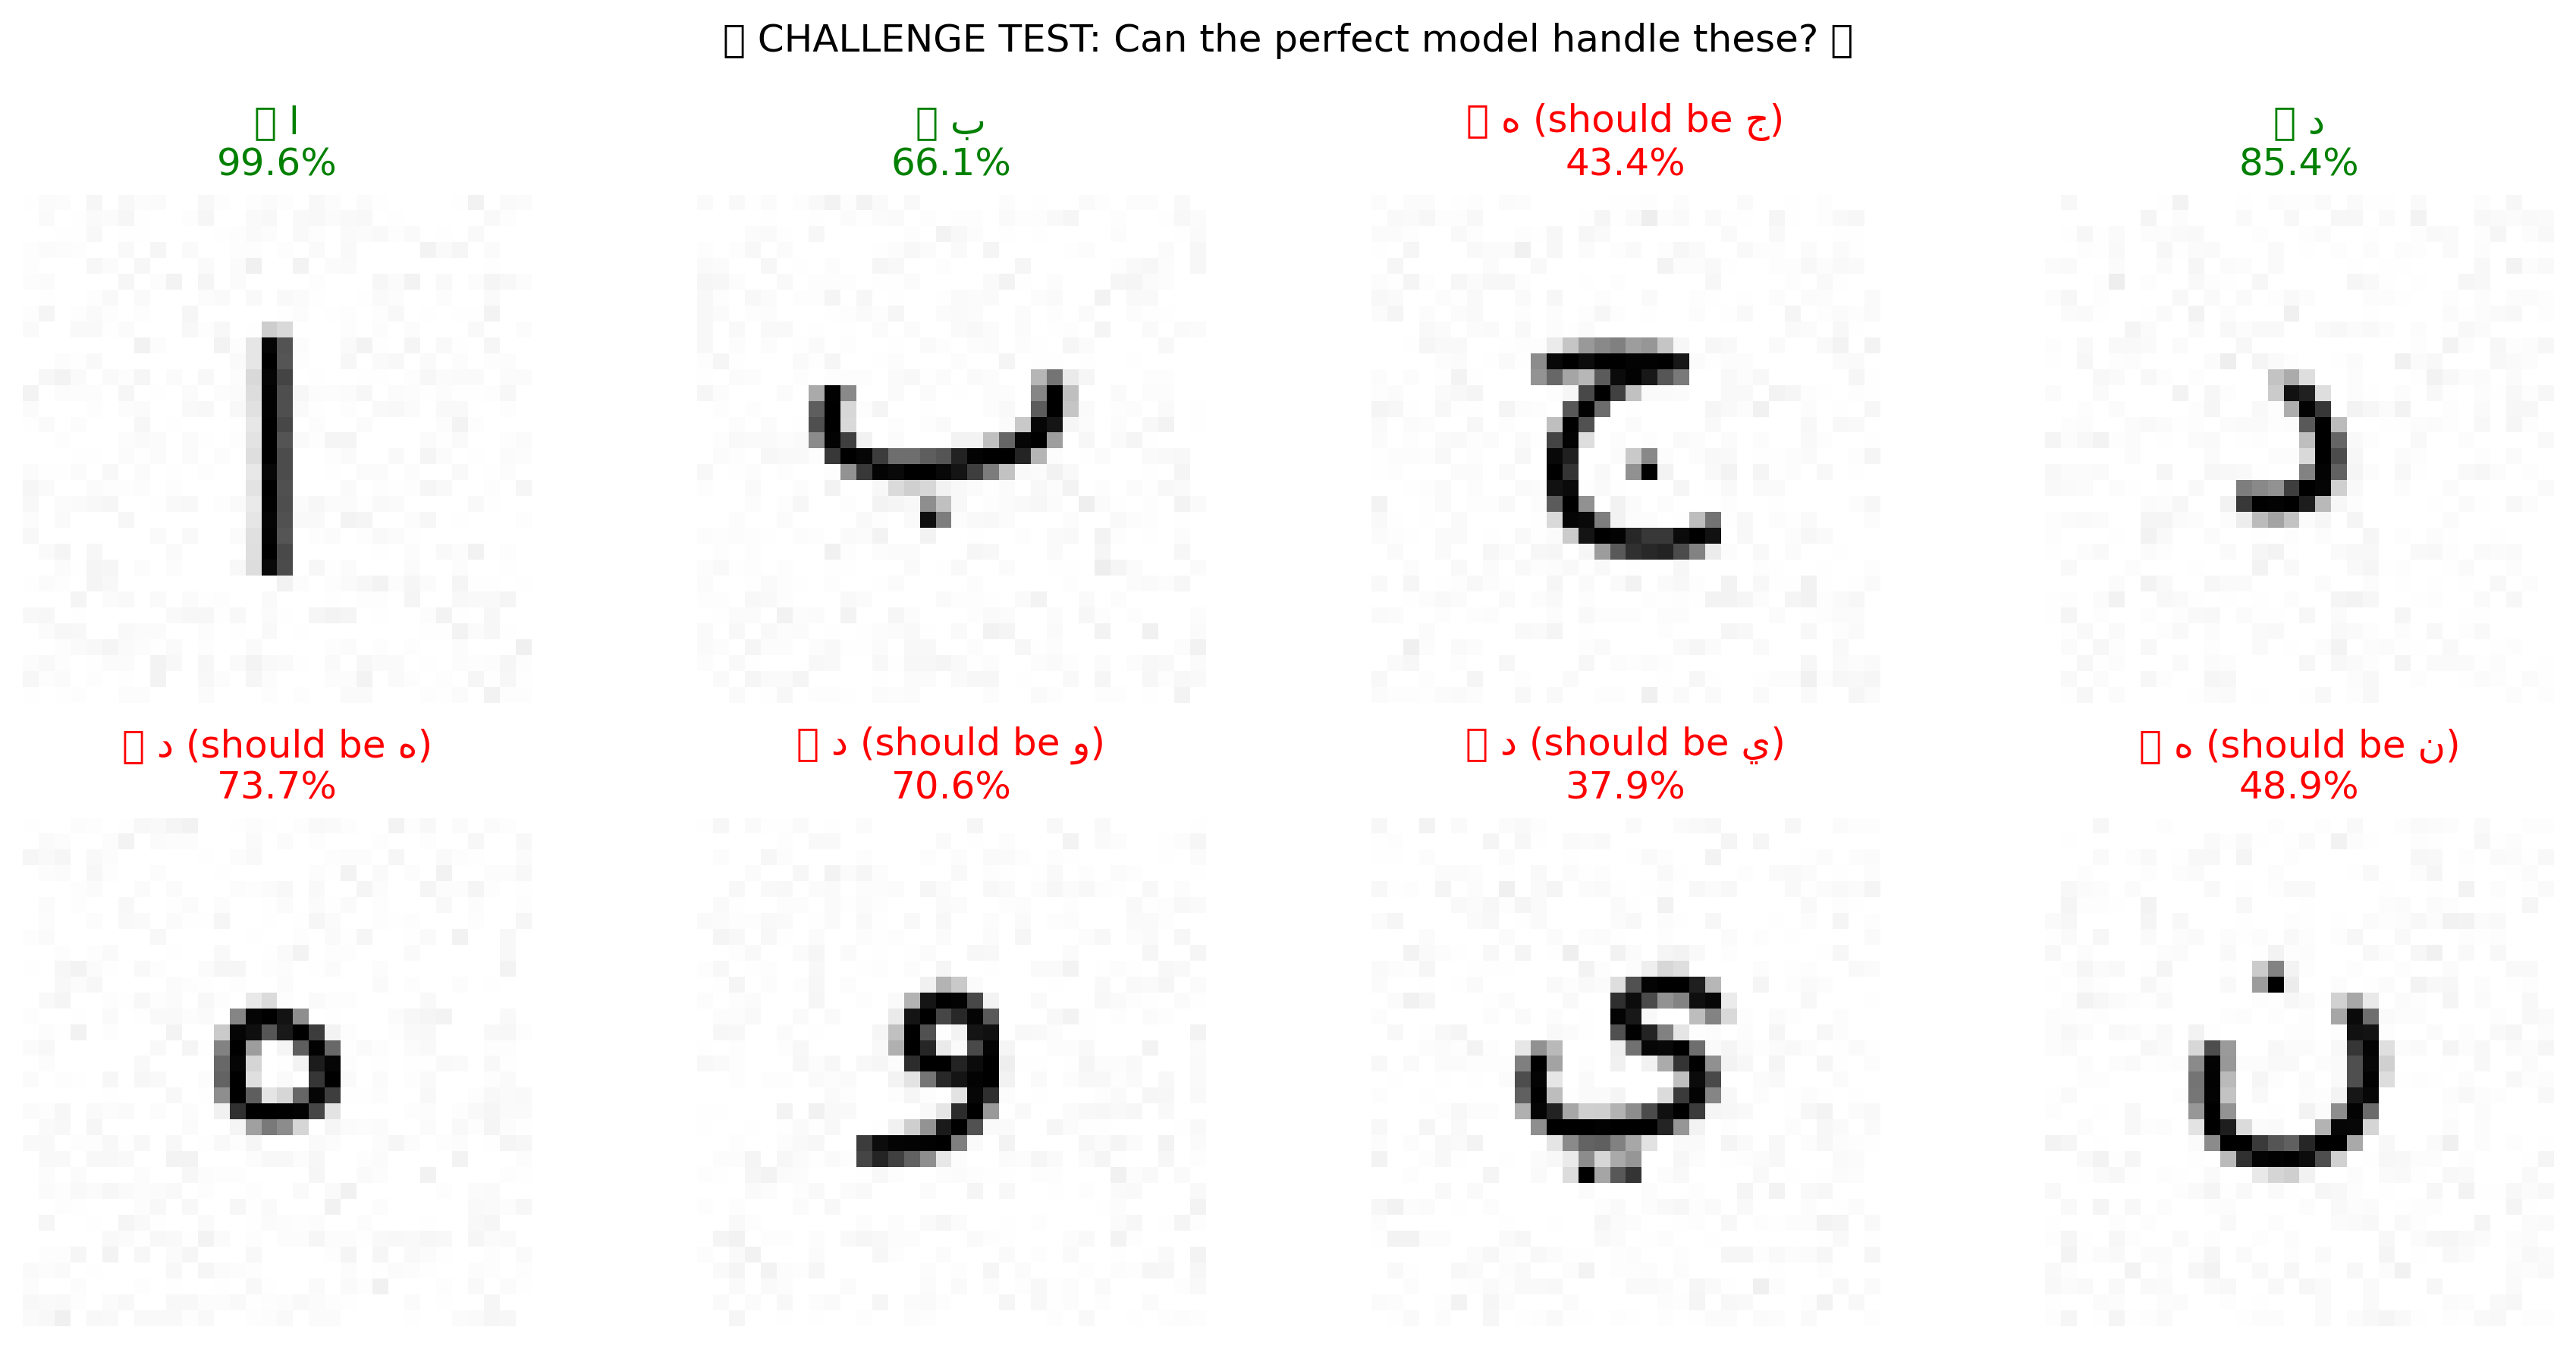 CHALLENGE TEST: Can the perfect model handle these?
ا
99.6%
ب
66.1%
ه (should be ج)
43.4%
د
85.4%
ا
ب
ج
د
د (should be ه)
73.7%
د (should be و)
70.6%
د (should be ي)
37.9%
ه (should be ن)
48.9%
ه
و
ي
ن